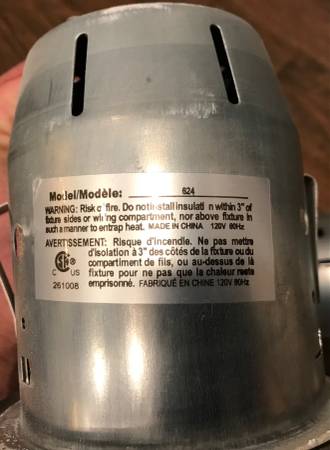 Model/Modèle: 624
WARNING: Risk of fire. Do not install insulation within 3" of
fixture sides or wiring compartment, nor above fixture in
such a manner to entrap heat. MADE IN CHINA 120V 60Hz
AVERTISSEMENT: Risque d'incendie. Ne pas mettre
d'isolation à 3" des côtés de la fixture ou du
compartiment de fils, ou au-dessus de la
fixture pour ne pas que la chaleur reste
emprisonné. FABRIQUÉ EN CHINE 120V 60Hz
C US
261008